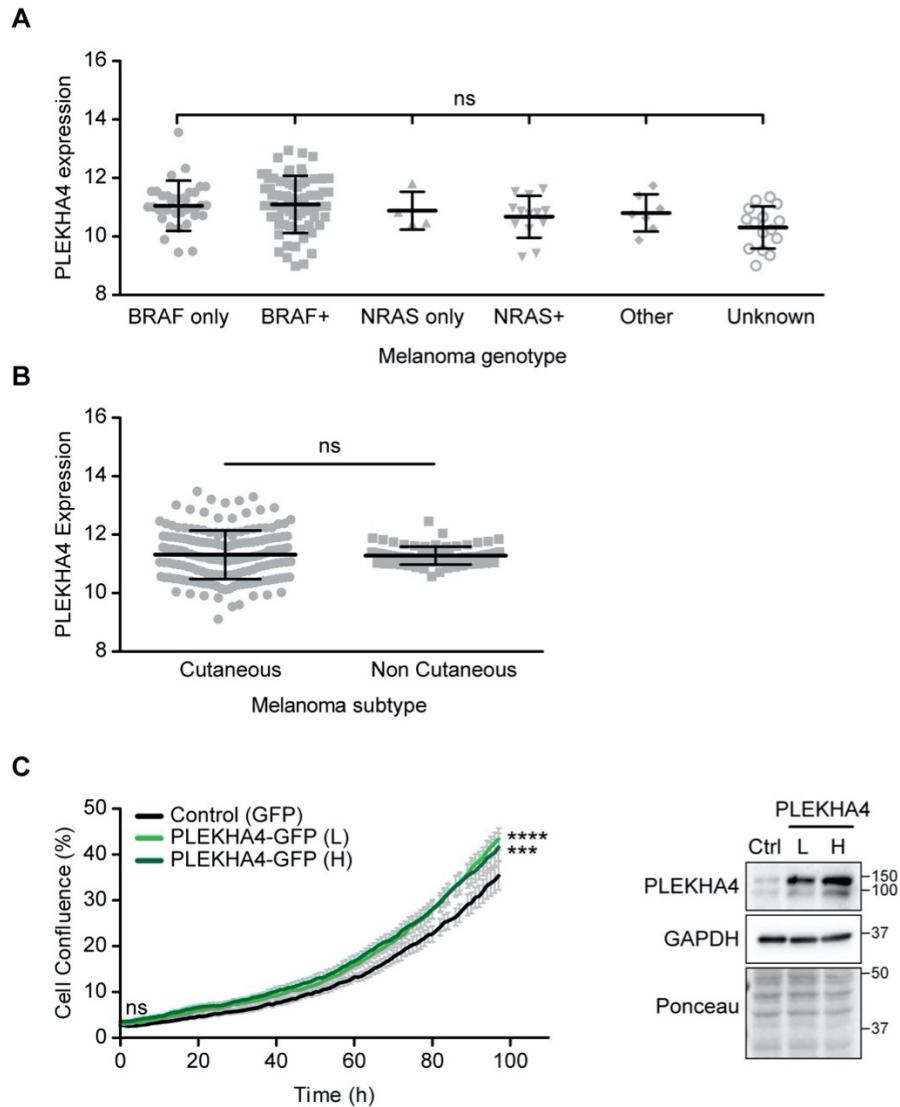 A
16
14
12
10
8
PLEKHA4 expression
ns
BRAF only BRAF+ NRAS only NRAS+ Other Unknown
Melanoma genotype
B
16
14
12
10
8
PLEKHA4 Expression
ns
Cutaneous Non Cutaneous
Melanoma subtype
C
50
40
30
20
10
0
Cell Confluence (%)
Control (GFP)
PLEKHA4-GFP (L)
PLEKHA4-GFP (H)
****
***
ns
0 20 40 60 80 100
Time (h)
PLEKHA4
Ctrl L H
PLEKHA4
150
100
GAPDH
37
Ponceau
50
37